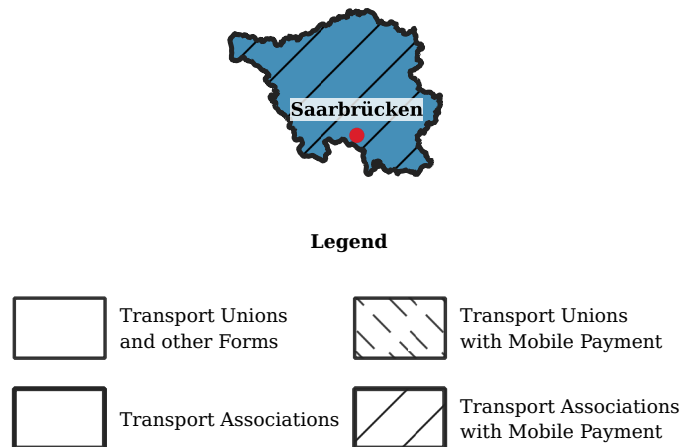 Saarbrücken
Legend
Transport Unions
and other Forms
Transport Unions
with Mobile Payment
Transport Associations
Transport Associations
with Mobile Payment